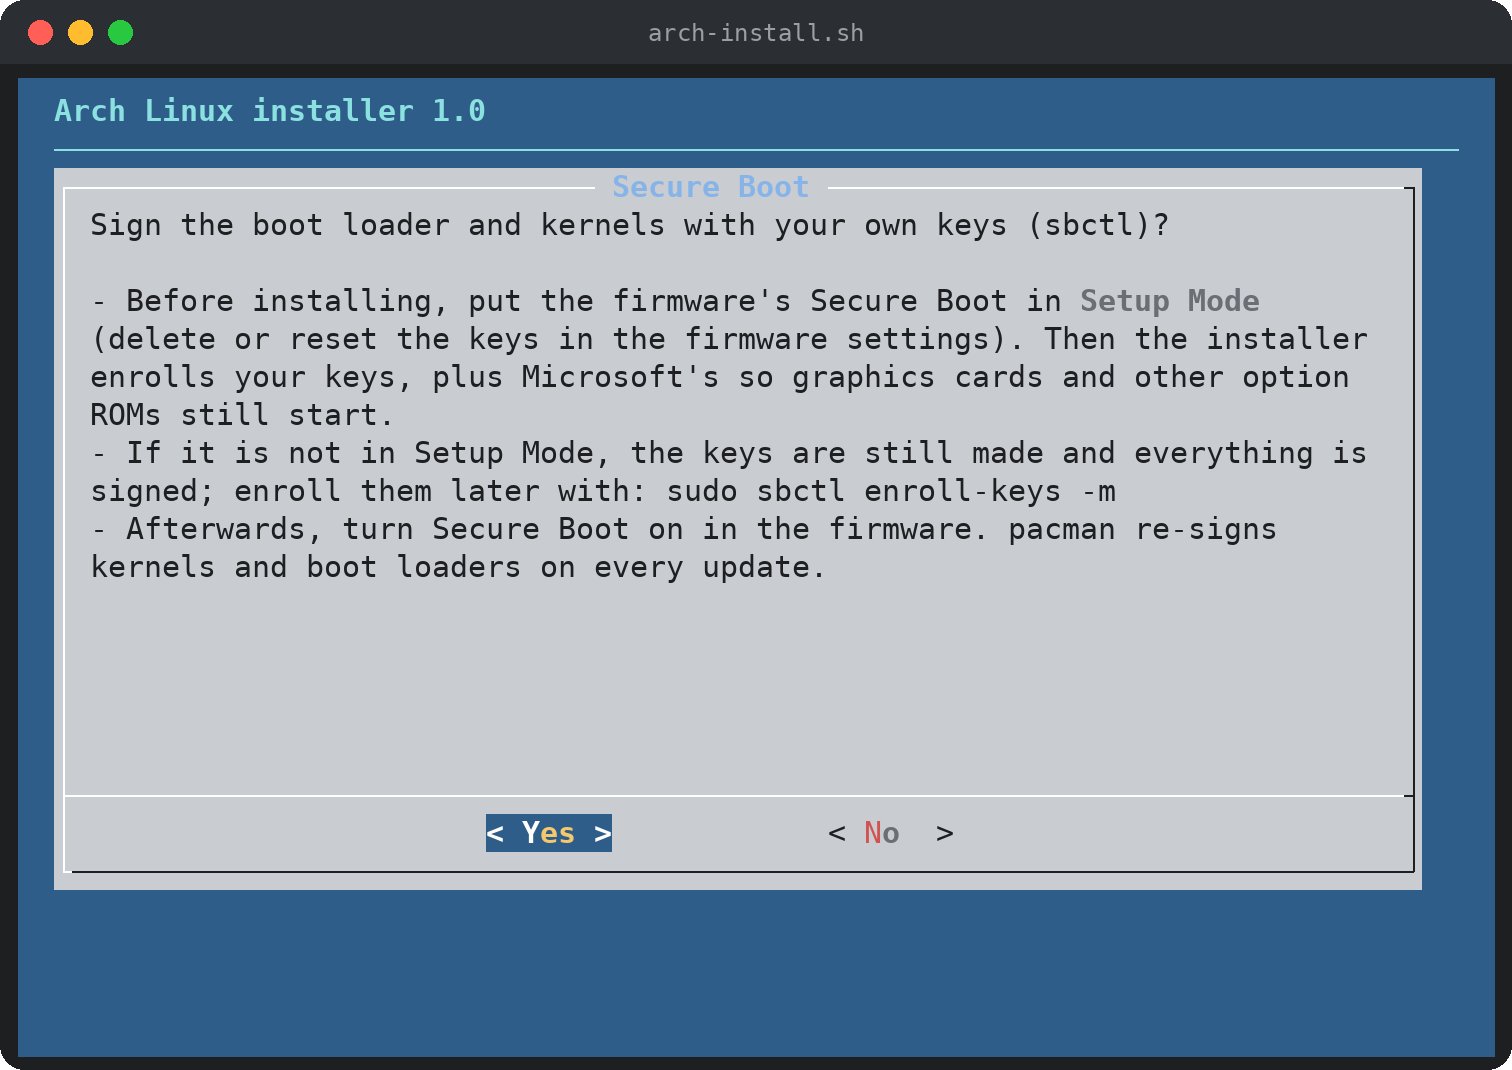 arch-install.sh
Arch Linux installer 1.0
Secure Boot
Sign the boot loader and kernels with your own keys (sbctl)?
- Before installing, put the firmware's Secure Boot in Setup Mode
(delete or reset the keys in the firmware settings). Then the installer
enrolls your keys, plus Microsoft's so graphics cards and other option
ROMs still start.
- If it is not in Setup Mode, the keys are still made and everything is
signed; enroll them later with: sudo sbctl enroll-keys -m
- Afterwards, turn Secure Boot on in the firmware. pacman re-signs
kernels and boot loaders on every update.
< Yes > < No >